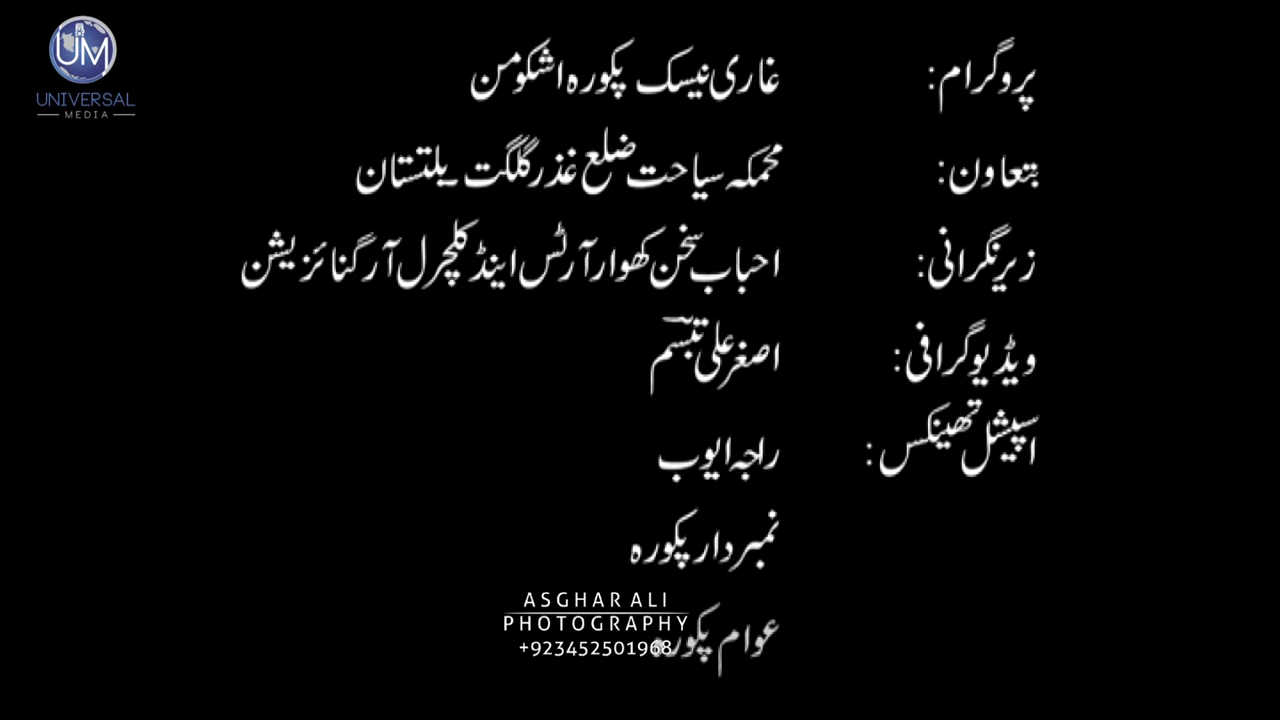 UM
UNIVERSAL
MEDIA
پروگرام: غاری نیسک پکورہ اشکومن
بتعاون: محمکہ سیاحت ضلع غذر گلگت بلتستان
زیرنگرانی: احباب سخن کھوار آرٹس اینڈ کلچرل آرگنائزیشن
ویڈیوگرافی: اصغر علی تبسم
اسپیشل تھینکس: راجہ ایوب
نمبردار پکورہ
عوام پکورہ
ASGHAR ALI
PHOTOGRAPHY
+923452501968